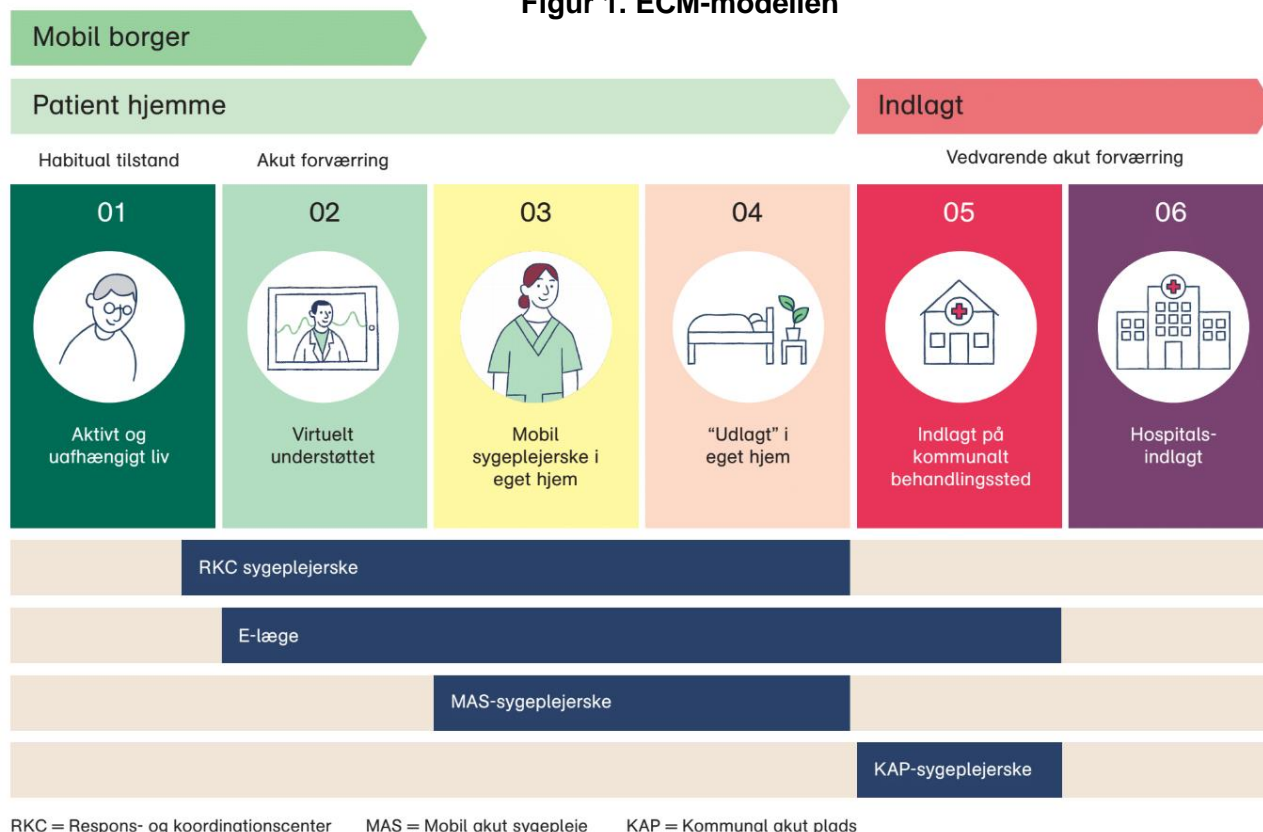 Figur 1. ECM-modellen
Mobil borger
Patient hjemme
Indlagt
Habitual tilstand
Akut forværring
Vedvarende akut forværring
01
02
03
04
05
06
Aktivt og
uafhængigt liv
Virtuelt
understøttet
Mobil
sygeplejerske i
eget hjem
"Udlagt" i
eget hjem
Indlagt på
kommunalt
behandlingssted
Hospitals-
indlagt
RKC sygeplejerske
E-læge
MAS-sygeplejerske
KAP-sygeplejerske
RKC = Respons- og koordinationscenter
MAS = Mobil akut sygepleje
KAP = Kommunal akut plads